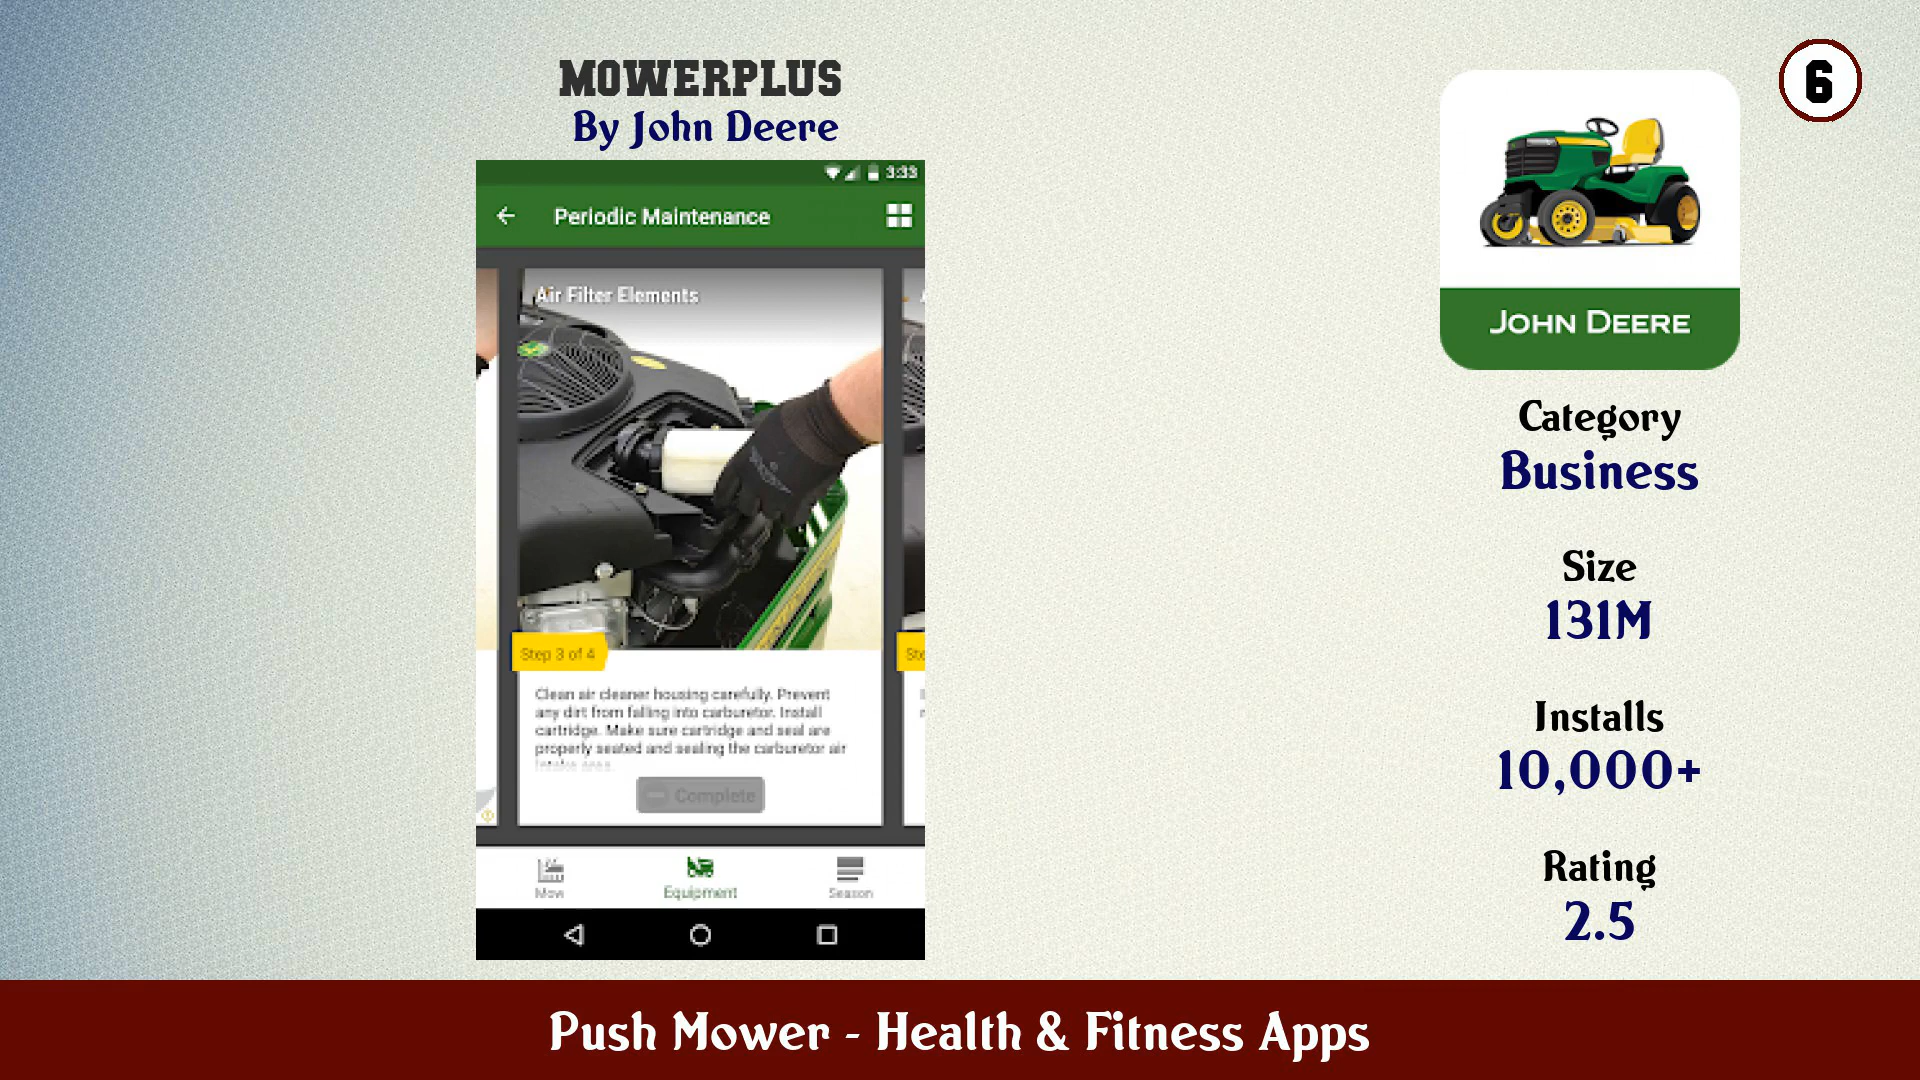 MOWERPLUS
By John Deere
6
3:33
Periodic Maintenance
Air Filter Elements
Step 3 of 4
Clean air cleaner housing carefully. Prevent
any dirt from falling into carburetor. Install
cartridge. Make sure cartridge and seal are
properly seated and sealing the carburetor air
intake area.
Complete
Mow
Equipment
Season
JOHN DEERE
Category
Business
Size
131M
Installs
10,000+
Rating
2.5
Push Mower - Health & Fitness Apps